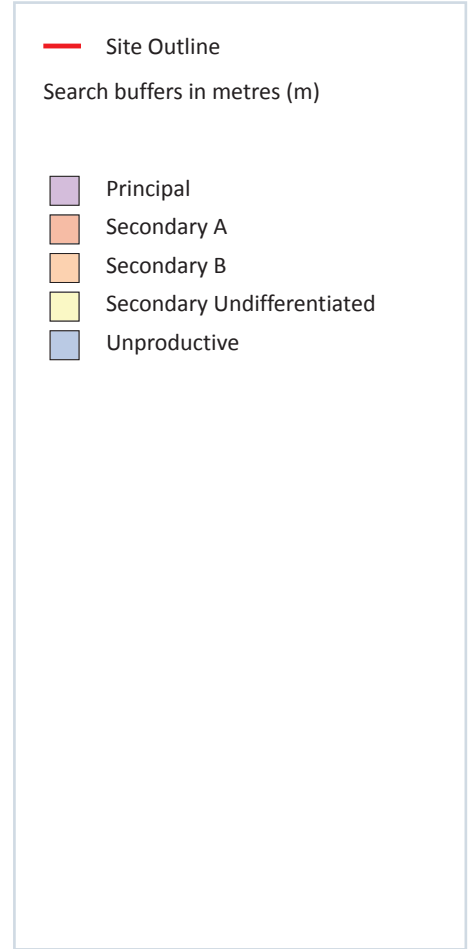 Site Outline
Search buffers in metres (m)
Principal
Secondary A
Secondary B
Secondary Undifferentiated
Unproductive